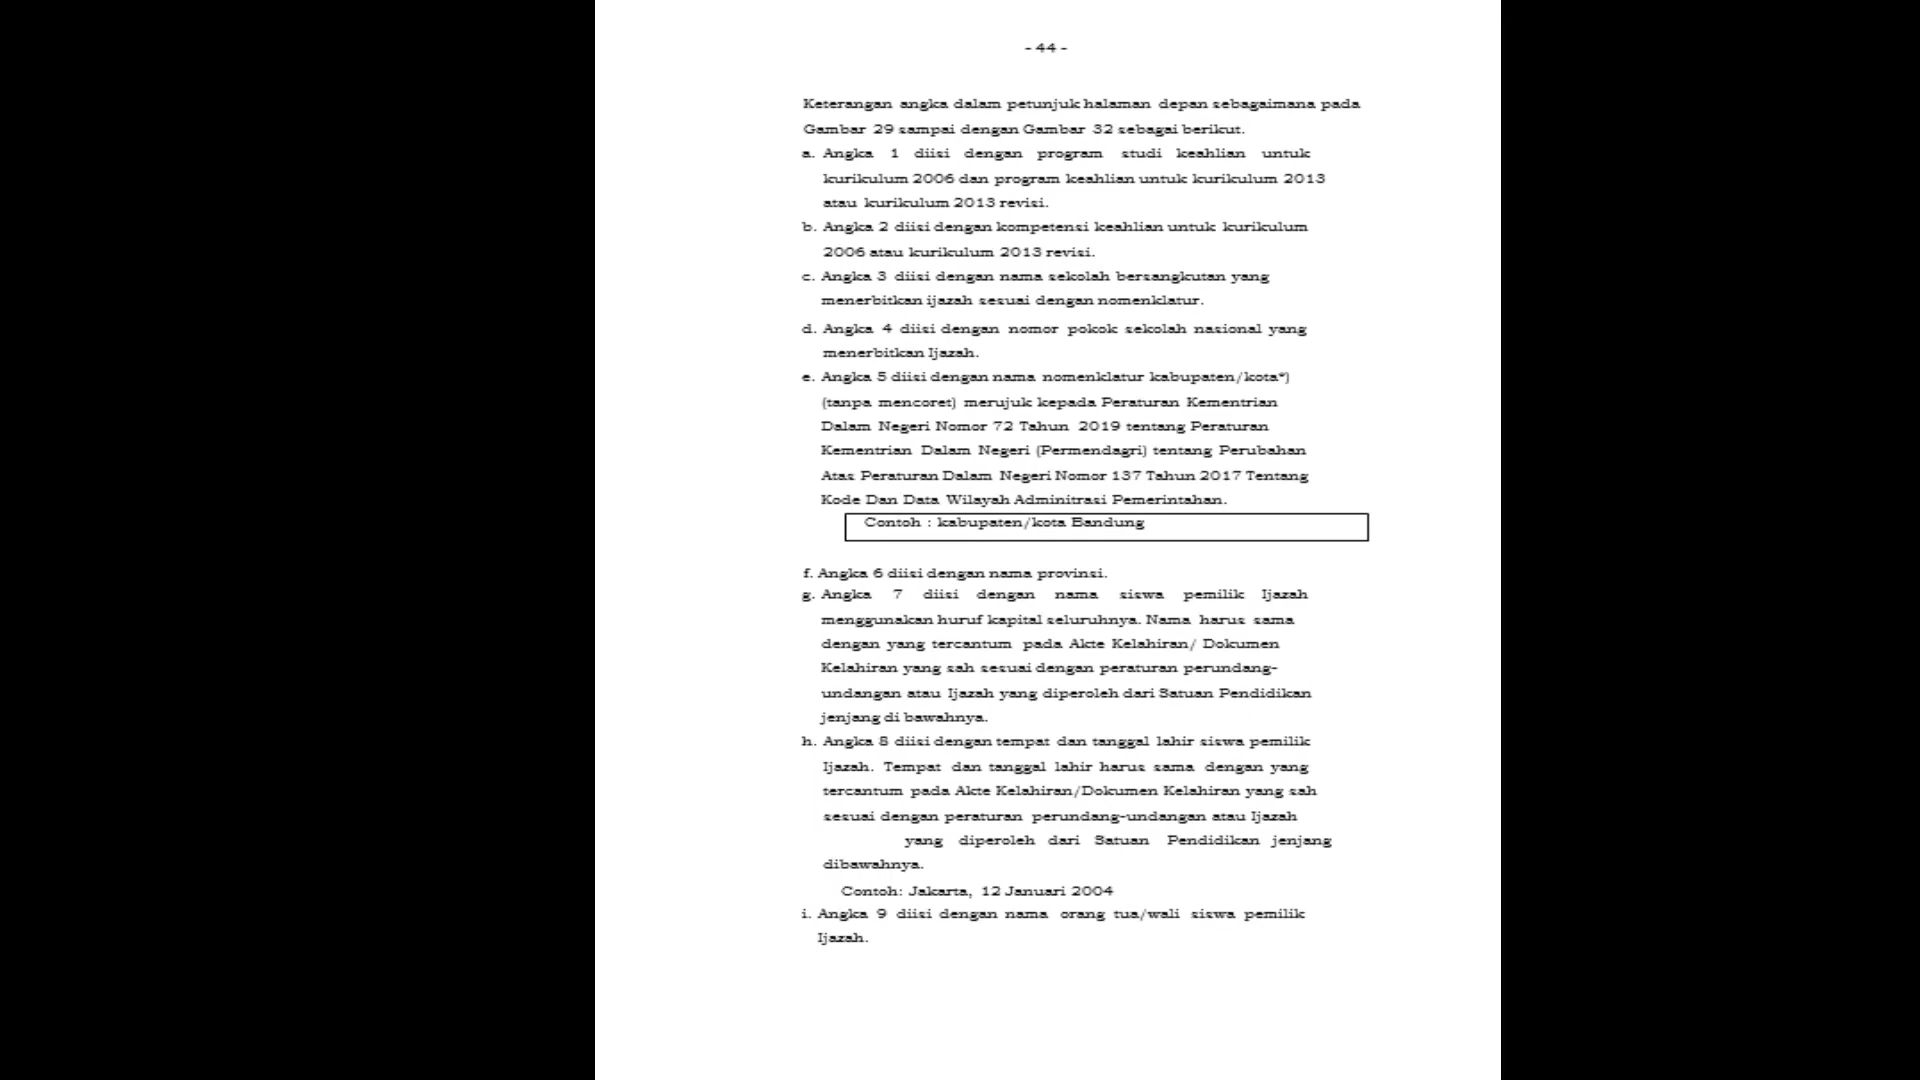 - 44 -
Keterangan angka dalam petunjuk halaman depan sebagaimana pada
Gambar 29 sampai dengan Gambar 32 sebagai berikut.
a. Angka 1 diisi dengan program studi keahlian untuk
kurikulum 2006 dan program keahlian untuk kurikulum 2013
atau kurikulum 2013 revisi.
b. Angka 2 diisi dengan kompetensi keahlian untuk kurikulum
2006 atau kurikulum 2013 revisi.
c. Angka 3 diisi dengan nama sekolah bersangkutan yang
menerbitkan ijazah sesuai dengan nomenklatur.
d. Angka 4 diisi dengan nomor pokok sekolah nasional yang
menerbitkan Ijazah.
e. Angka 5 diisi dengan nama nomenklatur kabupaten/kota*)
(tanpa mencoret) merujuk kepada Peraturan Kementrian
Dalam Negeri Nomor 72 Tahun 2019 tentang Peraturan
Kementrian Dalam Negeri (Permendagri) tentang Perubahan
Atas Peraturan Dalam Negeri Nomor 137 Tahun 2017 Tentang
Kode Dan Data Wilayah Adminitrasi Pemerintahan.
Contoh : kabupaten/kota Bandung
f. Angka 6 diisi dengan nama provinsi.
g. Angka 7 diisi dengan nama siswa pemilik Ijazah
menggunakan huruf kapital seluruhnya. Nama harus sama
dengan yang tercantum pada Akte Kelahiran/ Dokumen
Kelahiran yang sah sesuai dengan peraturan perundang-
undangan atau Ijazah yang diperoleh dari Satuan Pendidikan
jenjang di bawahnya.
h. Angka 8 diisi dengan tempat dan tanggal lahir siswa pemilik
Ijazah. Tempat dan tanggal lahir harus sama dengan yang
tercantum pada Akte Kelahiran/Dokumen Kelahiran yang sah
sesuai dengan peraturan perundang-undangan atau Ijazah
yang diperoleh dari Satuan Pendidikan jenjang
dibawahnya.
Contoh: Jakarta, 12 Januari 2004
i. Angka 9 diisi dengan nama orang tua/wali siswa pemilik
Ijazah.